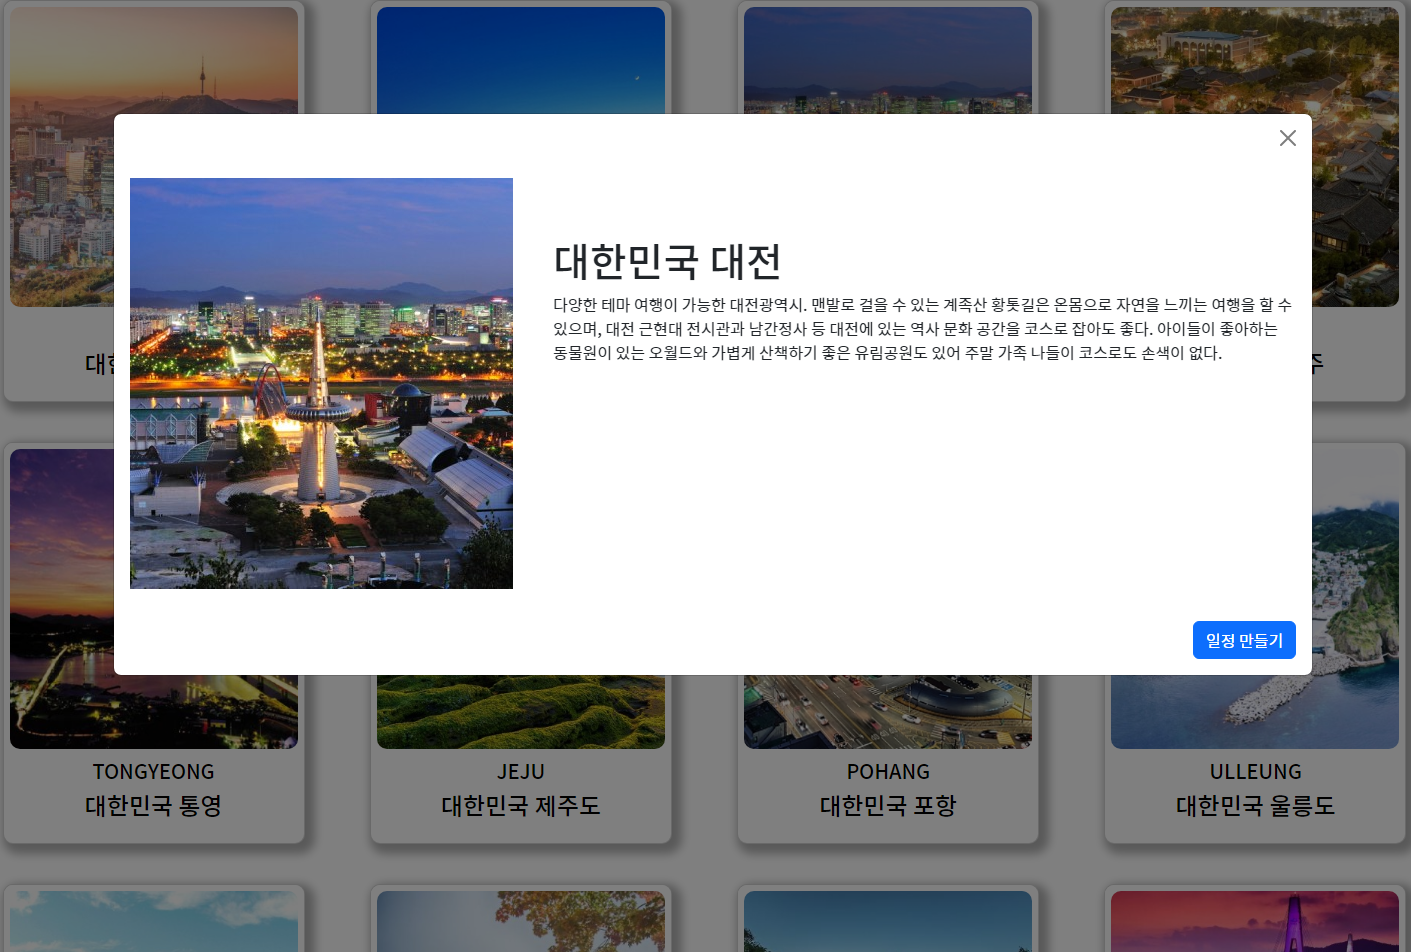 대한민국 대전
다양한 테마 여행이 가능한 대전광역시. 맨발로 걸을 수 있는 계족산 황톳길은 온몸으로 자연을 느끼는 여행을 할 수
있으며, 대전 근현대 전시관과 남간정사 등 대전에 있는 역사 문화 공간을 코스로 잡아도 좋다. 아이들이 좋아하는
동물원이 있는 오월드와 가볍게 산책하기 좋은 유림공원도 있어 주말 가족 나들이 코스로도 손색이 없다.
일정 만들기
TONGYEONG
대한민국 통영
JEJU
대한민국 제주도
POHANG
대한민국 포항
ULLEUNG
대한민국 울릉도